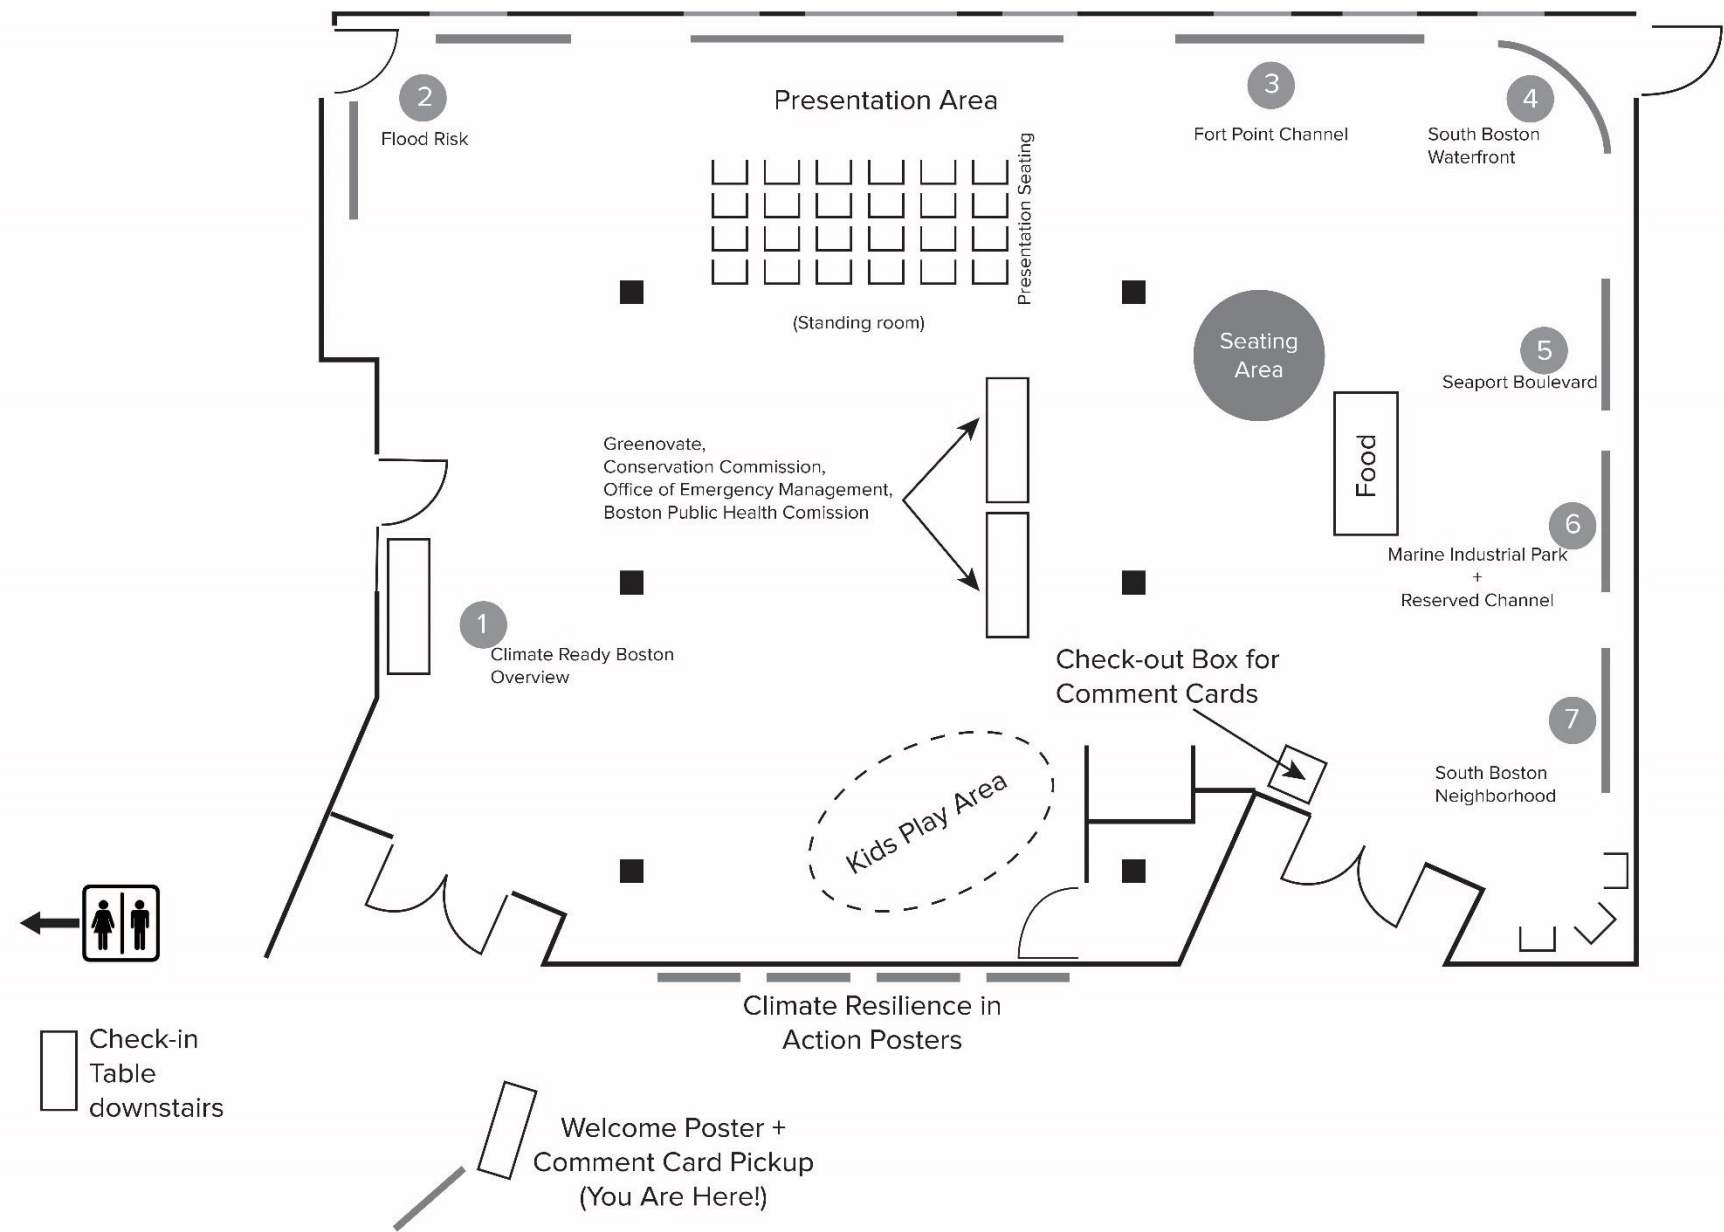 2
Flood Risk
Presentation Area
Presentation Seating
(Standing room)
3
Fort Point Channel
4
South Boston
Waterfront
Seating
Area
5
Seaport Boulevard
Greenovate,
Conservation Commission,
Office of Emergency Management,
Boston Public Health Comission
Food
6
Marine Industrial Park
+
Reserved Channel
1
Climate Ready Boston
Overview
Check-out Box for
Comment Cards
7
South Boston
Neighborhood
Kids Play Area
Climate Resilience in
Action Posters
Check-in
Table
downstairs
Welcome Poster +
Comment Card Pickup
(You Are Here!)